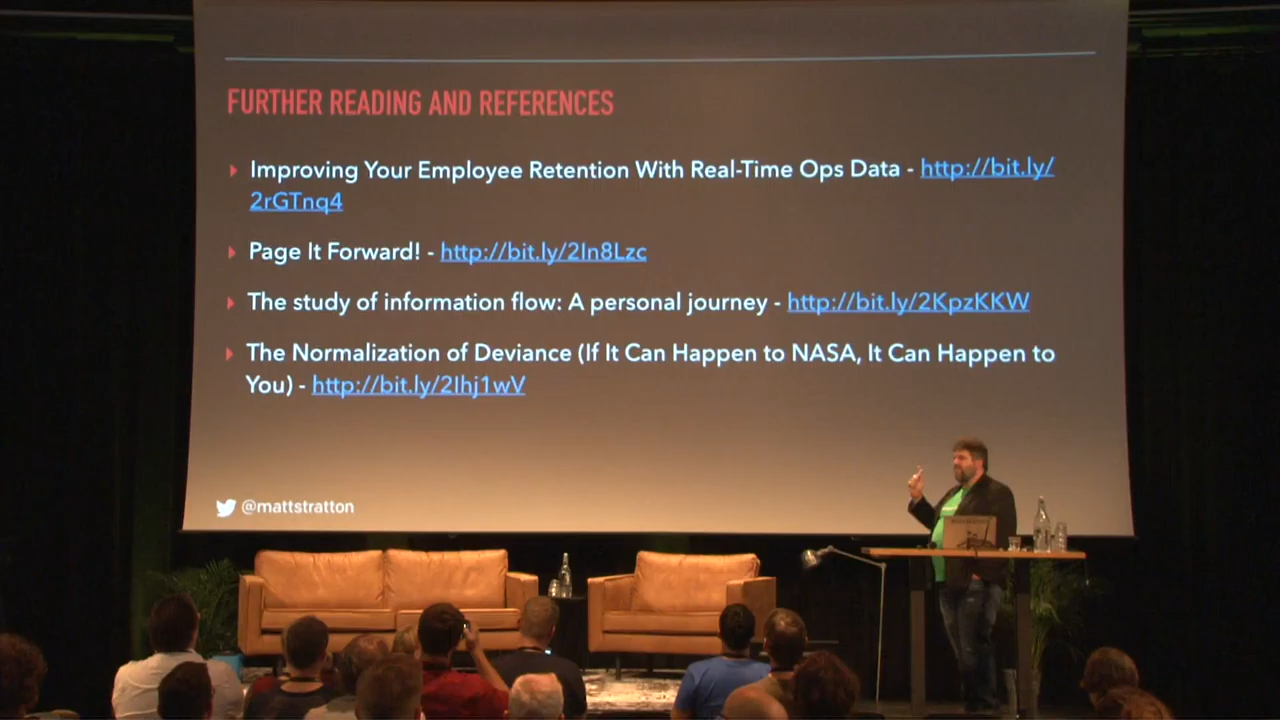 FURTHER READING AND REFERENCES
Improving Your Employee Retention With Real-Time Ops Data - http://bit.ly/
2rGTnq4
Page It Forward! - http://bit.ly/2In8Lzc
The study of information flow: A personal journey - http://bit.ly/2KpzKKW
The Normalization of Deviance (If It Can Happen to NASA, It Can Happen to
You) - http://bit.ly/2Ihj1wV
@mattstratton